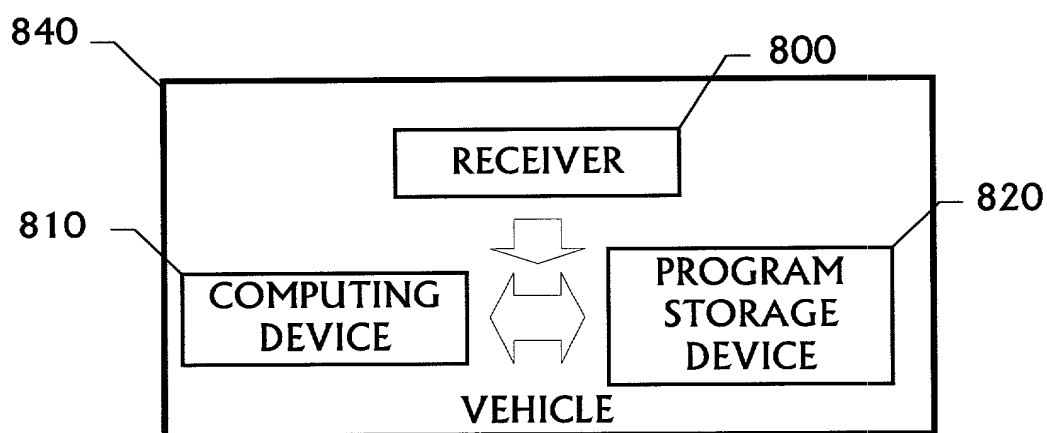 840
800
RECEIVER
810
820
COMPUTING
DEVICE
PROGRAM
STORAGE
DEVICE
VEHICLE